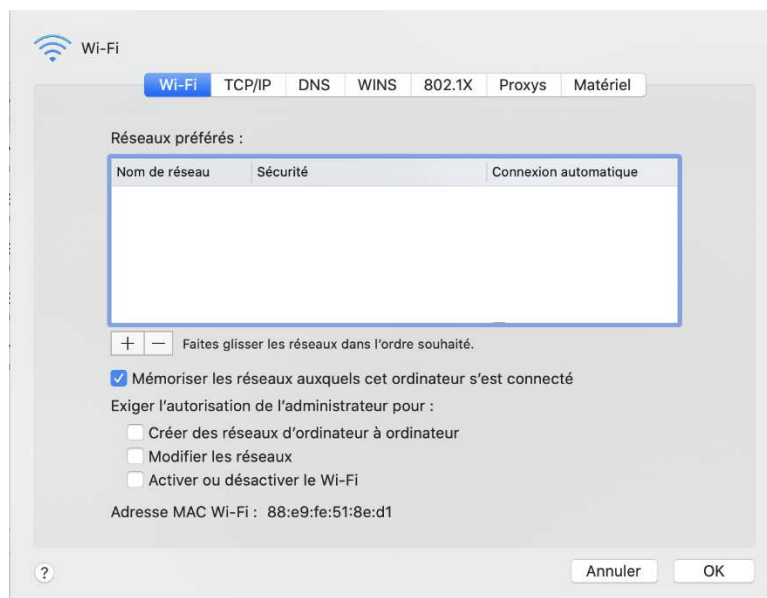 Wi-Fi
Wi-Fi TCP/IP DNS WINS 802.1X Proxys Matériel
Réseaux préférés :
Nom de réseau Sécurité Connexion automatique
+ − Faites glisser les réseaux dans l'ordre souhaité.
Mémoriser les réseaux auxquels cet ordinateur s'est connecté
Exiger l'autorisation de l'administrateur pour :
Créer des réseaux d'ordinateur à ordinateur
Modifier les réseaux
Activer ou désactiver le Wi-Fi
Adresse MAC Wi-Fi : 88:e9:fe:51:8e:d1
? Annuler OK